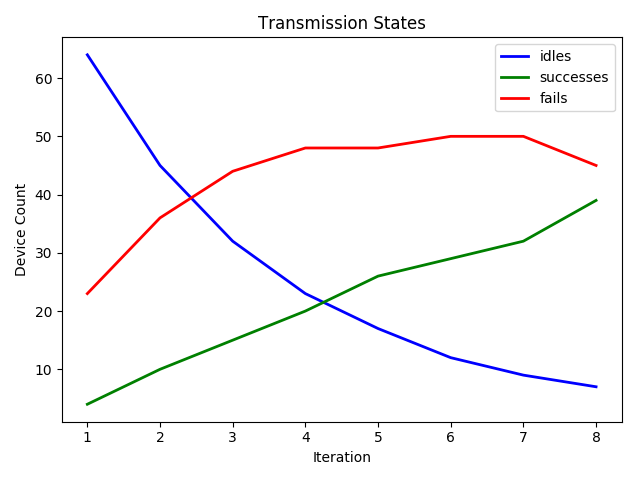 Transmission States
idles
successes
fails
60
50
40
30
20
10
Device Count
1 2 3 4 5 6 7 8
Iteration